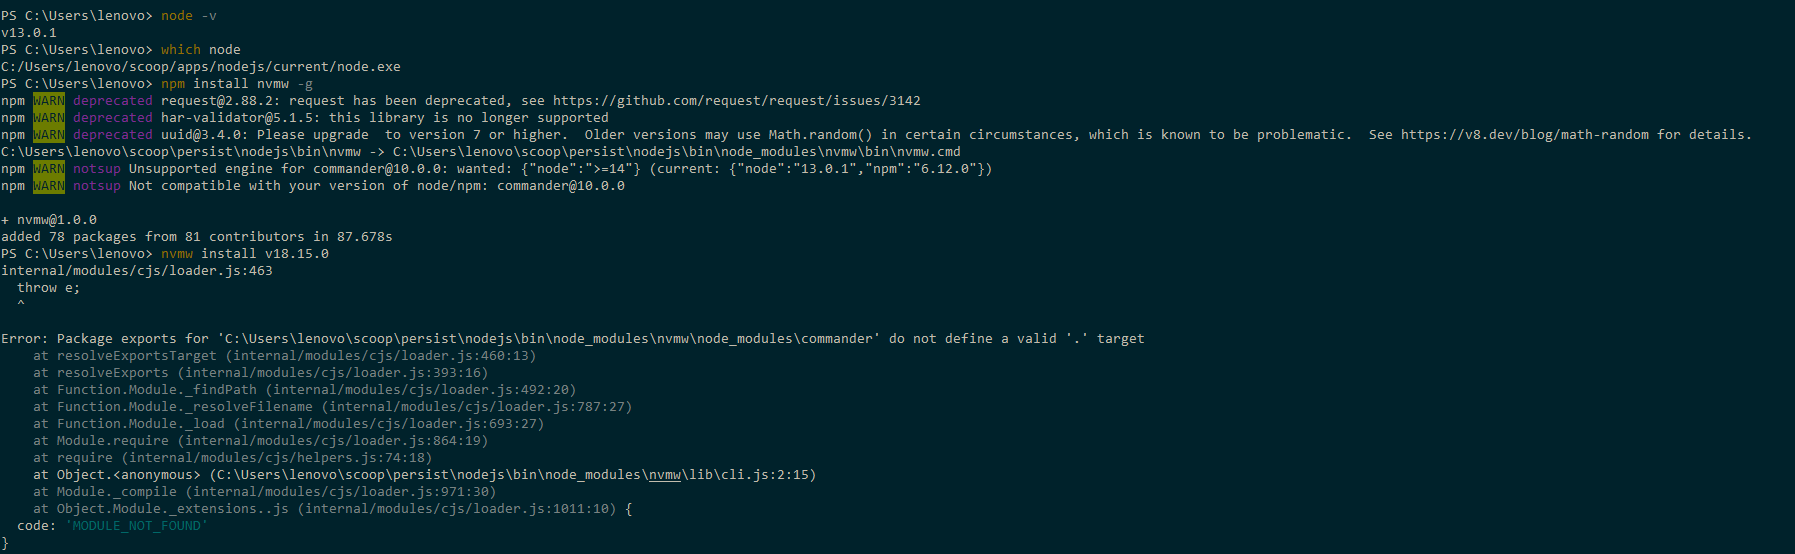 PS C:\Users\lenovo> node -v
v13.0.1
PS C:\Users\lenovo> which node
C:/Users/lenovo/scoop/apps/nodejs/current/node.exe
PS C:\Users\lenovo> npm install nvmw -g
npm WARN deprecated request@2.88.2: request has been deprecated, see https://github.com/request/request/issues/3142
npm WARN deprecated har-validator@5.1.5: this library is no longer supported
npm WARN deprecated uuid@3.4.0: Please upgrade  to version 7 or higher.  Older versions may use Math.random() in certain circumstances, which is known to be problematic.  See https://v8.dev/blog/math-random for details.
C:\Users\lenovo\scoop\persist\nodejs\bin\nvmw -> C:\Users\lenovo\scoop\persist\nodejs\bin\node_modules\nvmw\bin\nvmw.cmd
npm WARN notsup Unsupported engine for commander@10.0.0: wanted: {"node":">=14"} (current: {"node":"13.0.1","npm":"6.12.0"})
npm WARN notsup Not compatible with your version of node/npm: commander@10.0.0
+ nvmw@1.0.0
added 78 packages from 81 contributors in 87.678s
PS C:\Users\lenovo> nvmw install v18.15.0
internal/modules/cjs/loader.js:463
  throw e;
  ^
Error: Package exports for 'C:\Users\lenovo\scoop\persist\nodejs\bin\node_modules\nvmw\node_modules\commander' do not define a valid '.' target
    at resolveExportsTarget (internal/modules/cjs/loader.js:460:13)
    at resolveExports (internal/modules/cjs/loader.js:393:16)
    at Function.Module._findPath (internal/modules/cjs/loader.js:492:20)
    at Function.Module._resolveFilename (internal/modules/cjs/loader.js:787:27)
    at Function.Module._load (internal/modules/cjs/loader.js:693:27)
    at Module.require (internal/modules/cjs/loader.js:864:19)
    at require (internal/modules/cjs/helpers.js:74:18)
    at Object.<anonymous> (C:\Users\lenovo\scoop\persist\nodejs\bin\node_modules\nvmw\lib\cli.js:2:15)
    at Module._compile (internal/modules/cjs/loader.js:971:30)
    at Object.Module._extensions..js (internal/modules/cjs/loader.js:1011:10) {
  code: 'MODULE_NOT_FOUND'
}